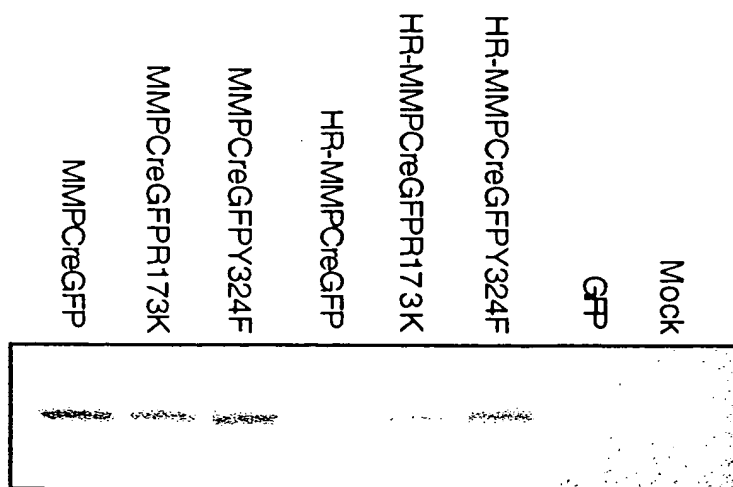 MMPCreGFP
MMPCreGFPR173K
MMPCreGFPY324F
HR-MMPCreGFP
HR-MMPCreGFPR173K
HR-MMPCreGFPY324F
GFP
Mock